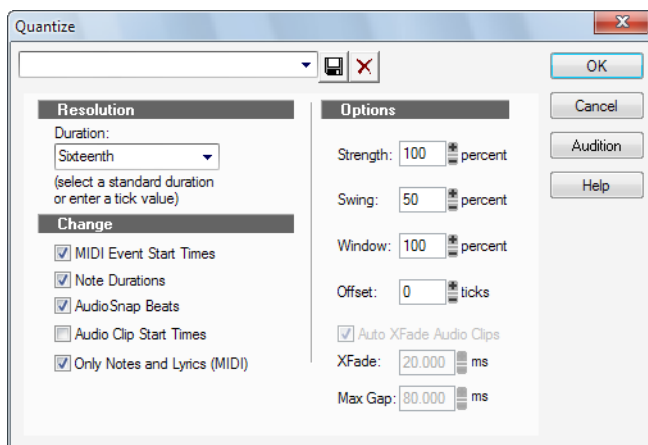 Quantize
OK
Resolution
Options
Cancel
Duration:
Sixteenth
Strength: 100 percent
Audition
(select a standard duration
or enter a tick value)
Swing: 50 percent
Help
Change
MIDI Event Start Times
Window: 100 percent
Note Durations
AudioSnap Beats
Offset: 0 ticks
Audio Clip Start Times
Auto XFade Audio Clips
Only Notes and Lyrics (MIDI)
XFade: 20.000 ms
Max Gap: 80.000 ms